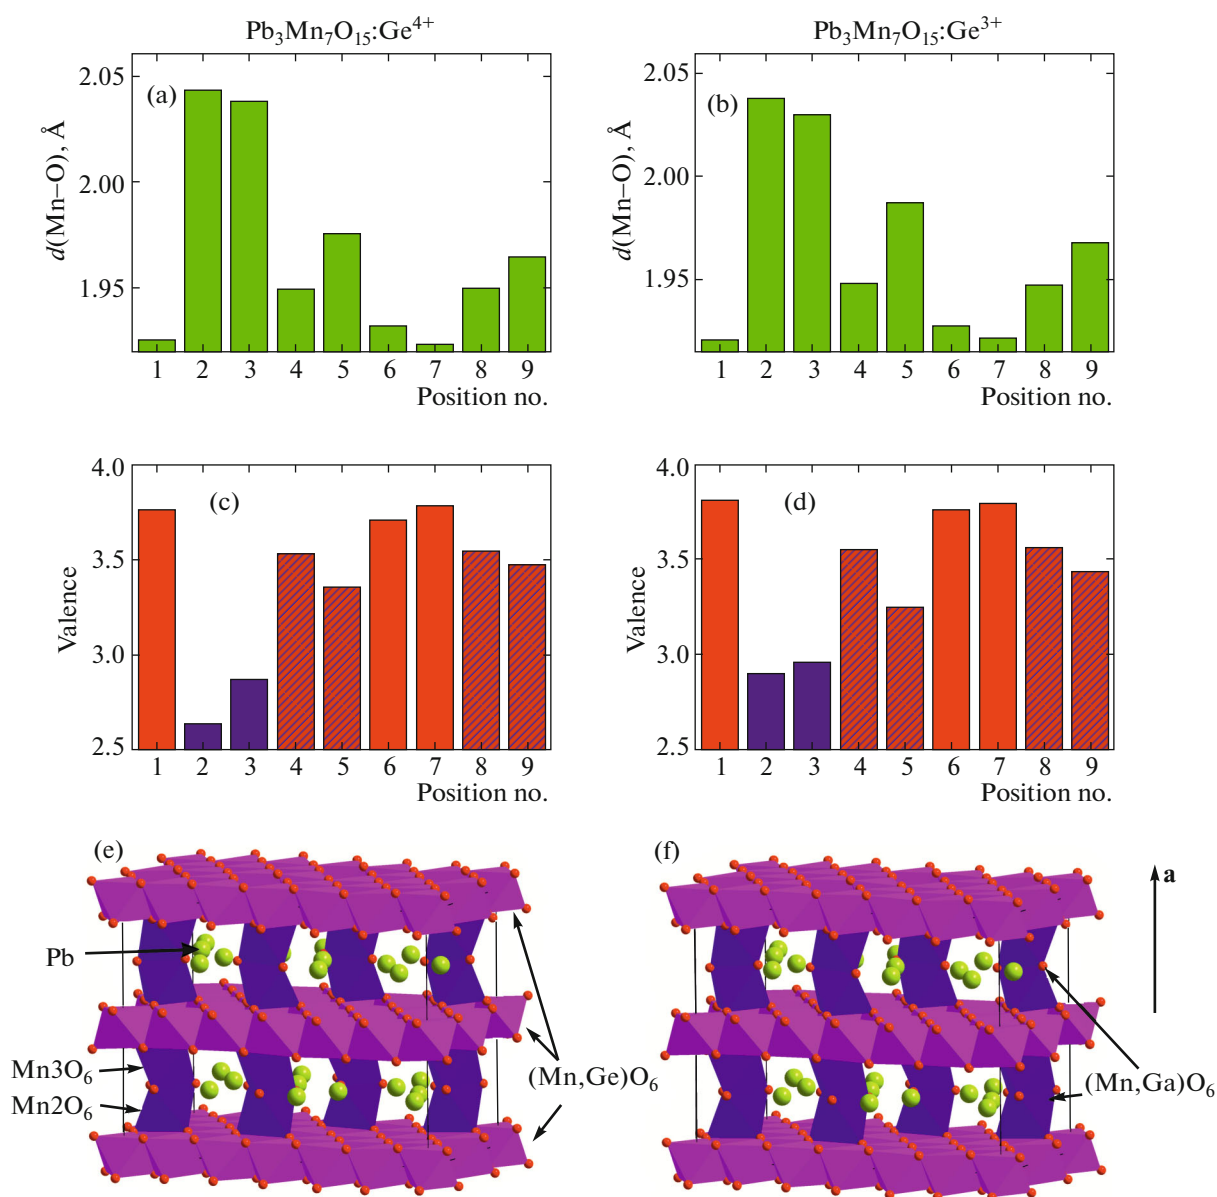 Pb₃Mn₇O₁₅:Ge⁴⁺
Pb₃Mn₇O₁₅:Ge³⁺
(a)
d(Mn–O), Å
2.05
2.00
1.95
1 2 3 4 5 6 7 8 9
Position no.
(b)
d(Mn–O), Å
2.05
2.00
1.95
1 2 3 4 5 6 7 8 9
Position no.
(c)
Valence
4.0
3.5
3.0
2.5
1 2 3 4 5 6 7 8 9
Position no.
(d)
Valence
4.0
3.5
3.0
2.5
1 2 3 4 5 6 7 8 9
Position no.
(e)
Pb
Mn3O₆
Mn2O₆
(Mn,Ge)O₆
(f)
a
(Mn,Ga)O₆